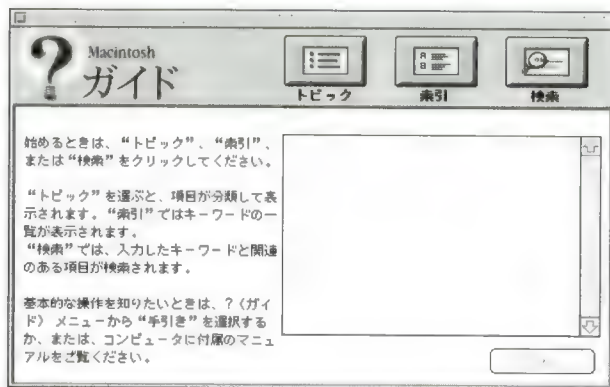 Macintosh
ガイド
トピック
索引
検索
始めるときは、“トピック”、“索引”、
または“検索”をクリックしてください。
“トピック”を選ぶと、項目が分類して表
示されます。“索引”ではキーワードの一
覧が表示されます。
“検索”では、入力したキーワードと関連
のある項目が検索されます。
基本的な操作を知りたいときは、?（ガイ
ド）メニューから“手引き”を選択する
か、または、コンピュータに付属のマニュ
アルをご覧ください。